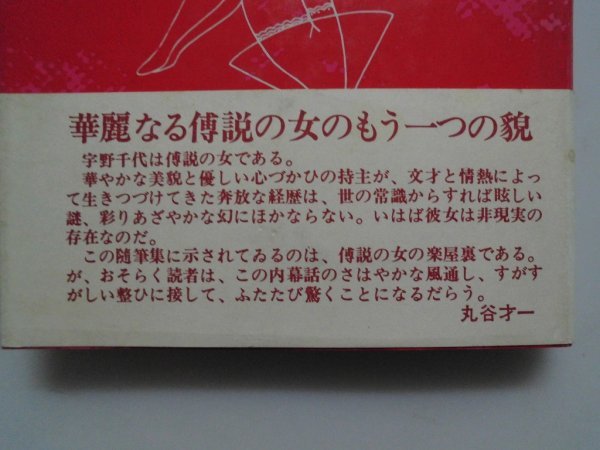 華麗なる傳説の女のもう一つの貌
宇野千代は傳説の女である。
華やかな美貌と優しい心づかひの持主が、文才と情熱によっ
て生きつづけてきた奔放な経歴は、世の常識からすれば眩しい
謎、彩りあざやかな幻にほかならない。いはば彼女は非現実の
存在なのだ。
この随筆集に示されてゐるのは、傳説の女の楽屋裏である。
が、おそらく読者は、この内幕話のさはやかな風通し、すがす
がしい整ひに接して、ふたたび驚くことになるだらう。
丸谷才一